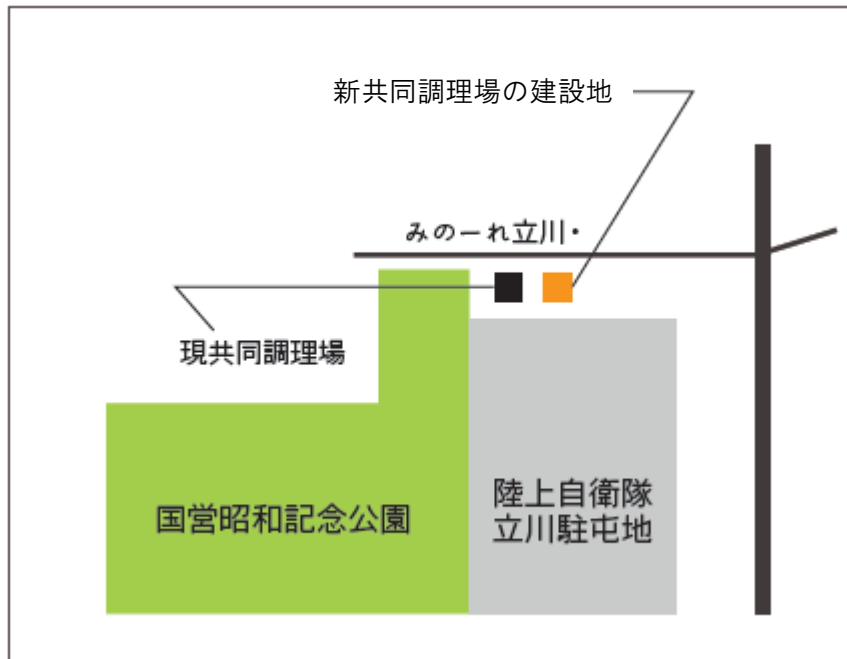 新共同調理場の建設地
みのーれ立川・
現共同調理場
国営昭和記念公園
陸上自衛隊
立川駐屯地